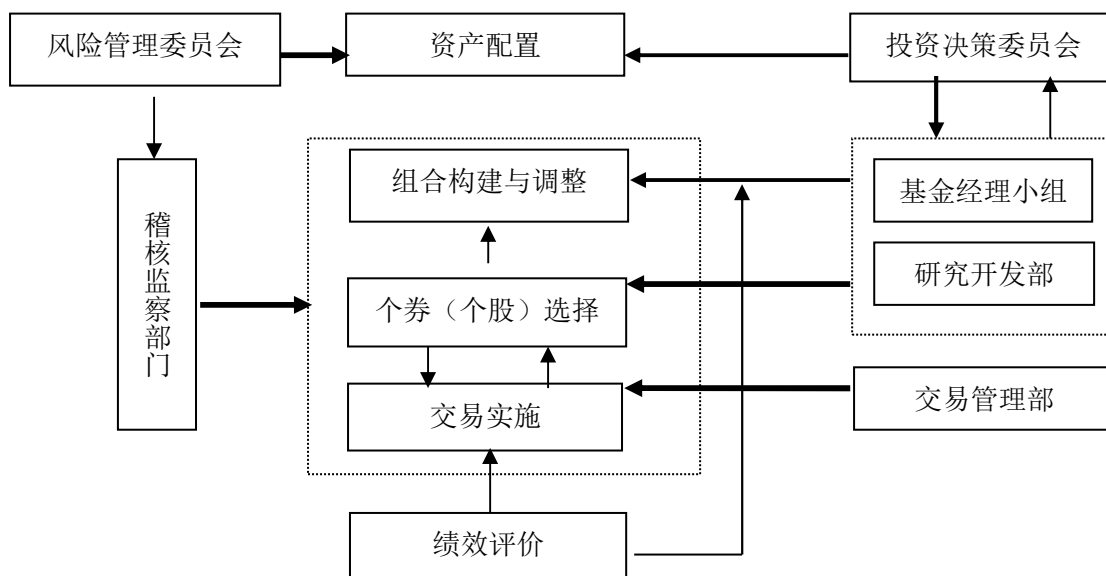 风险管理委员会
资产配置
投资决策委员会
组合构建与调整
基金经理小组
稽核监察部门
研究开发部
个券（个股）选择
交易实施
交易管理部
绩效评价